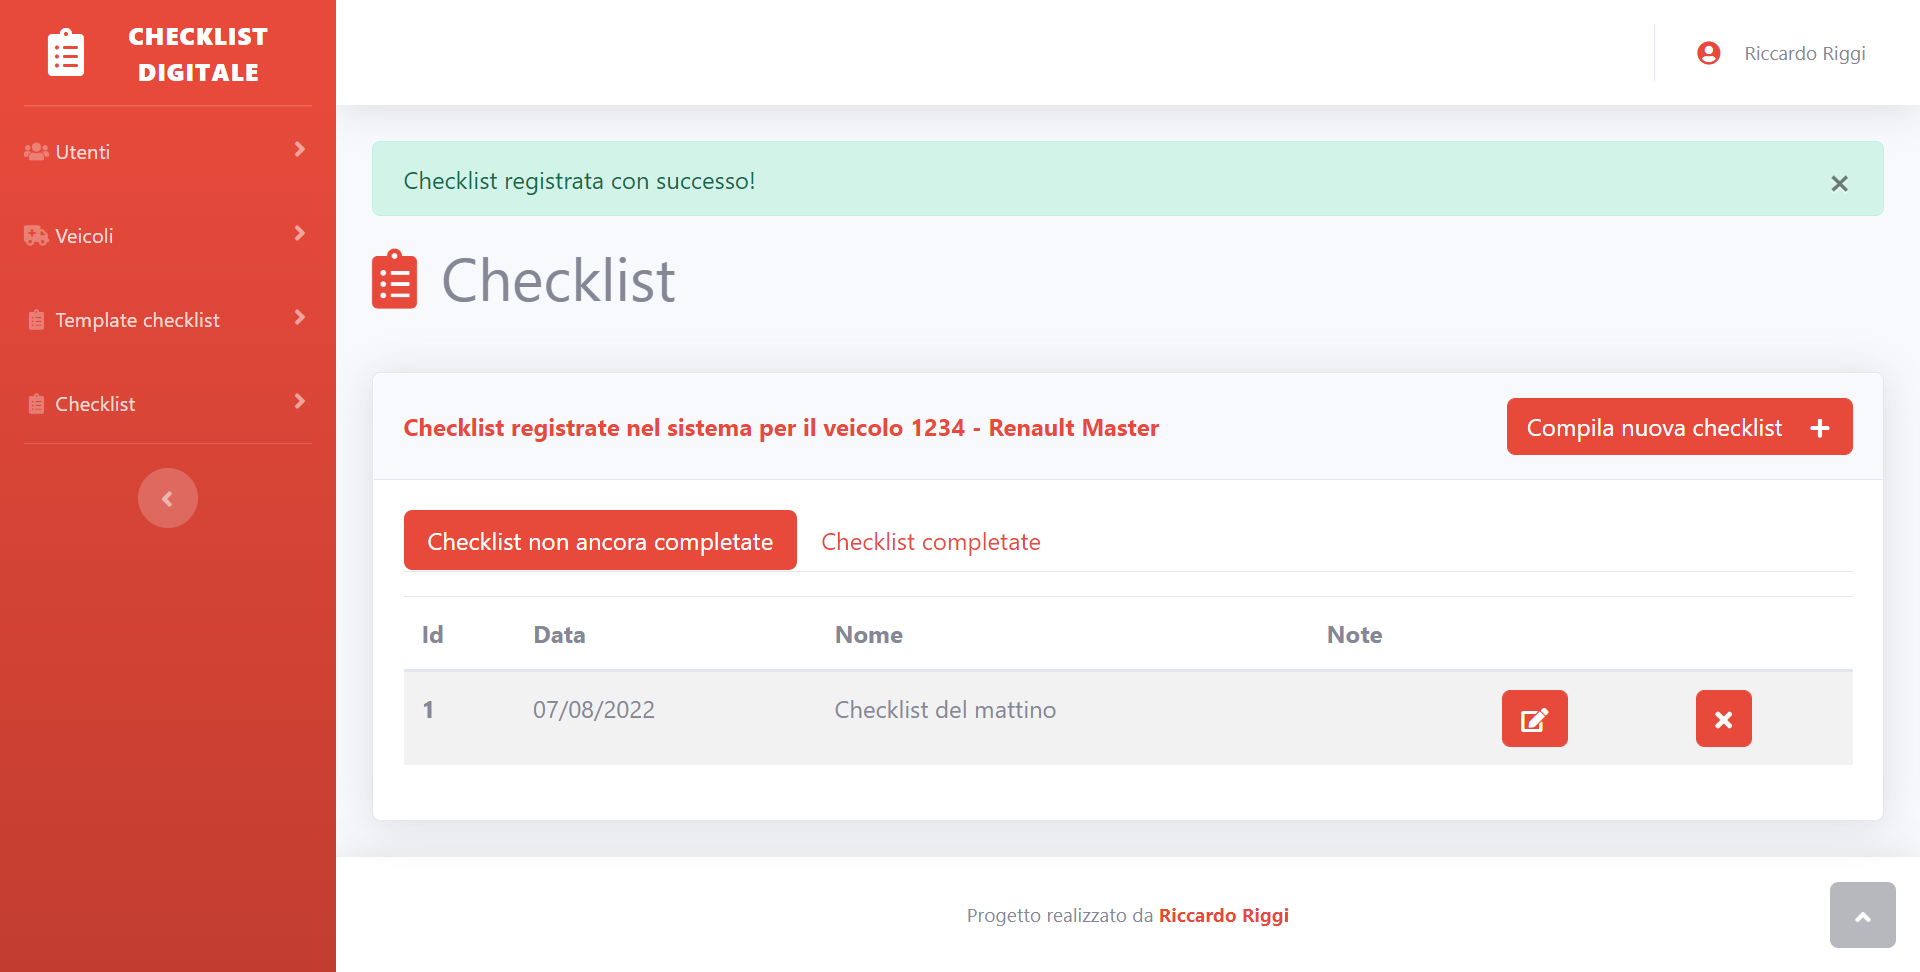 CHECKLIST
DIGITALE
Riccardo Riggi
Utenti
Veicoli
Template checklist
Checklist
Checklist registrata con successo!
Checklist
Checklist registrate nel sistema per il veicolo 1234 - Renault Master
Compila nuova checklist
Checklist non ancora completate
Checklist completate
Id Data Nome Note
1 07/08/2022 Checklist del mattino
Progetto realizzato da Riccardo Riggi